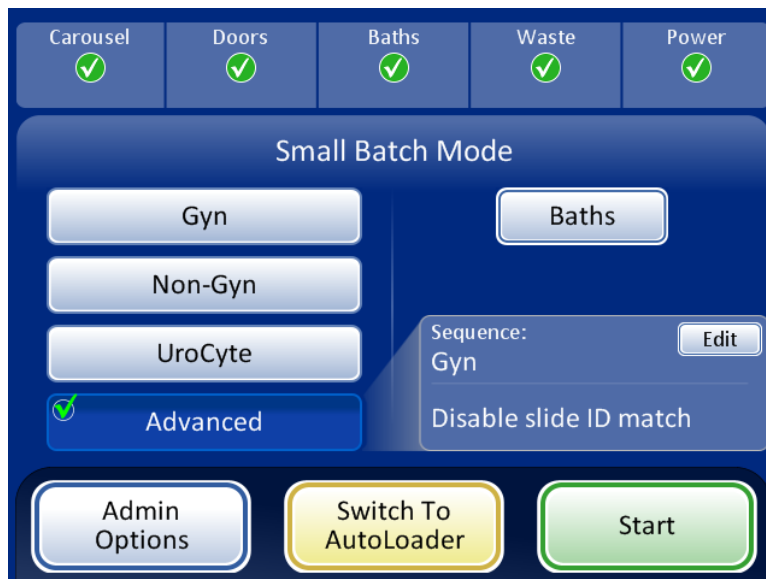 Carousel
Doors
Baths
Waste
Power
Small Batch Mode
Gyn
Non-Gyn
UroCyte
Advanced
Baths
Sequence:
Edit
Gyn
Disable slide ID match
Admin
Options
Switch To
AutoLoader
Start